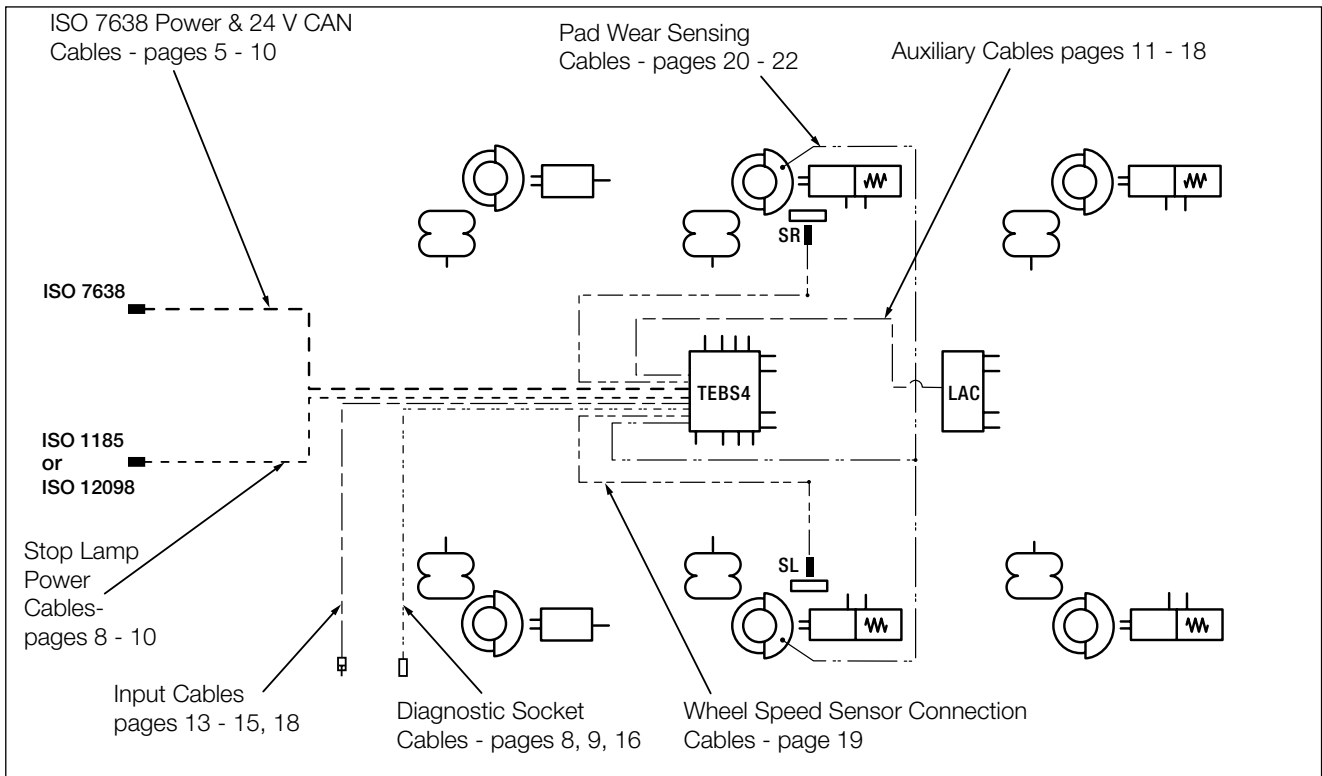 ISO 7638 Power & 24 V CAN
Cables - pages 5 - 10
Pad Wear Sensing
Cables - pages 20 - 22
Auxiliary Cables pages 11 - 18
SR
ISO 7638
TEBS4
LAC
ISO 1185
or
ISO 12098
Stop Lamp
Power
Cables-
pages 8 - 10
SL
Input Cables
pages 13 - 15, 18
Diagnostic Socket
Cables - pages 8, 9, 16
Wheel Speed Sensor Connection
Cables - page 19